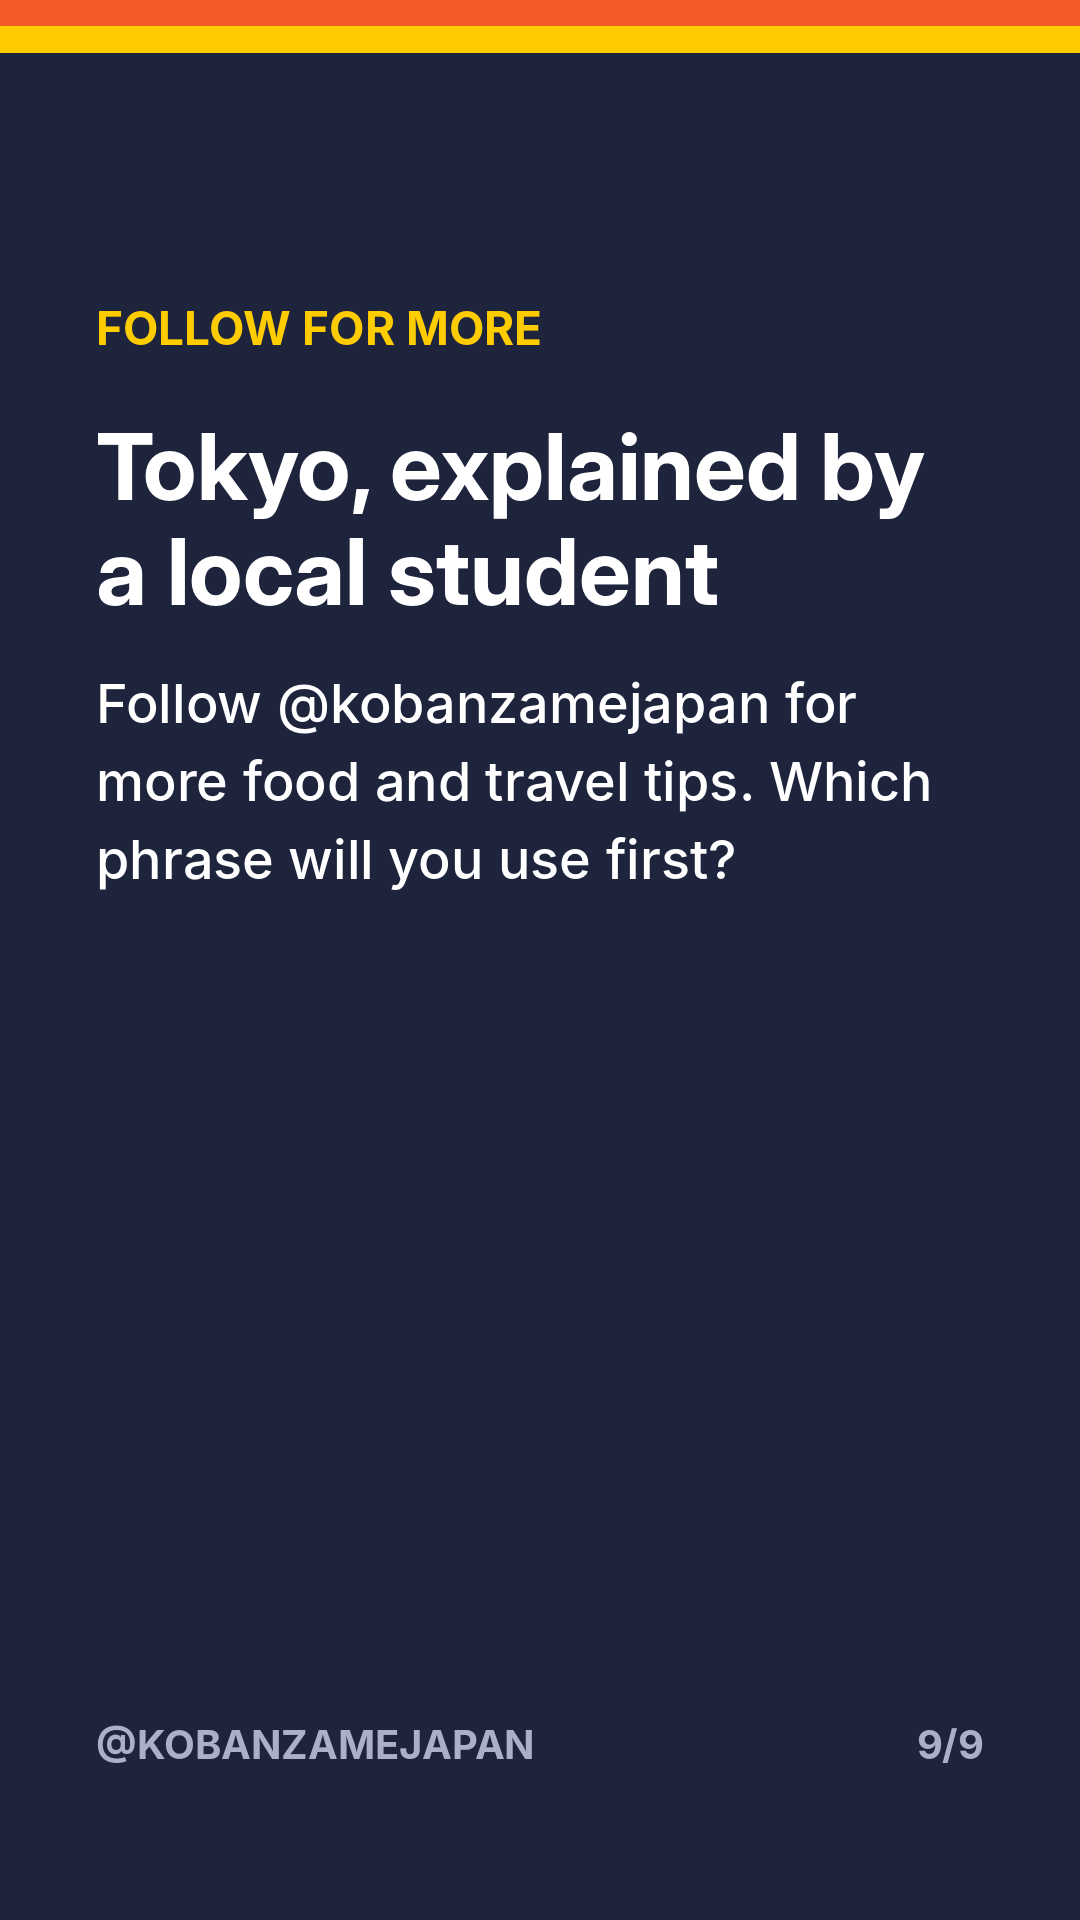 FOLLOW FOR MORE
Tokyo, explained by
a local student
Follow @kobanzamejapan for
more food and travel tips. Which
phrase will you use first?
@KOBANZAMEJAPAN 9/9